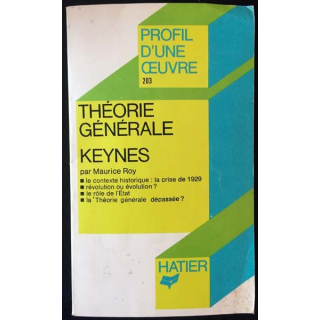 PROFIL
D'UNE
ŒUVRE
203
THÉORIE
GÉNÉRALE
KEYNES
par Maurice Roy
■ le contexte historique : la crise de 1929
■ révolution ou évolution ?
■ le rôle de l'État
■ la Théorie générale dépassée ?
HATIER